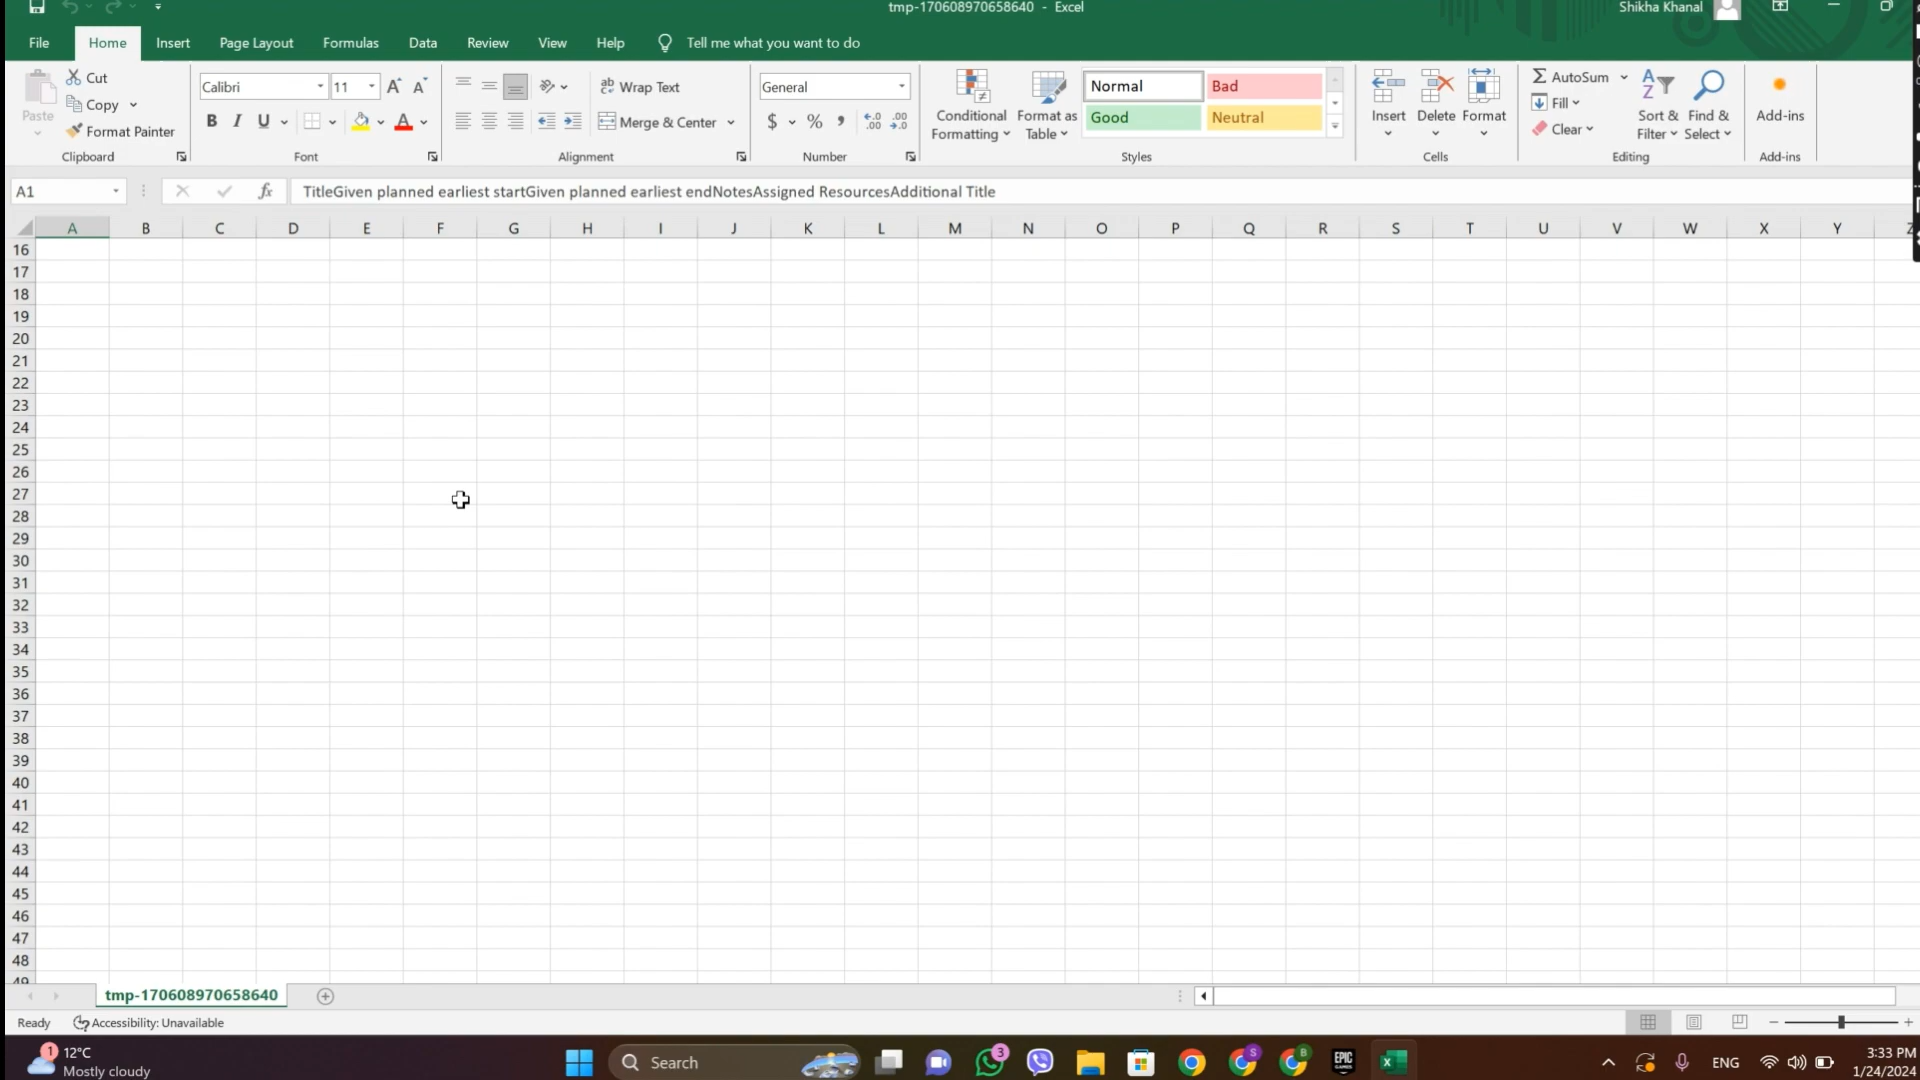 tmp-170608970658640 - Excel
Shikha Khanal
File Home Insert Page Layout Formulas Data Review View Help Tell me what you want to do
Paste
Cut
Copy
Format Painter
Clipboard
Calibri 11
B I U
Font
Wrap Text
Merge & Center
Alignment
General
$ % ,
Number
Conditional Formatting
Format as Table
Normal Bad
Good Neutral
Styles
Insert Delete Format
Cells
AutoSum
Fill
Clear
Sort & Filter
Find & Select
Editing
Add-ins
Add-ins
A1 fx TitleGiven planned earliest startGiven planned earliest endNotesAssigned ResourcesAdditional Title
A B C D E F G H I J K L M N O P Q R S T U V W X Y Z
16
17
18
19
20
21
22
23
24
25
26
27
28
29
30
31
32
33
34
35
36
37
38
39
40
41
42
43
44
45
46
47
48
49
tmp-170608970658640
Ready Accessibility: Unavailable
1 12°C
Mostly cloudy
Search
3
S
B
EPIC GAMES
ENG
3:33 PM
1/24/2024